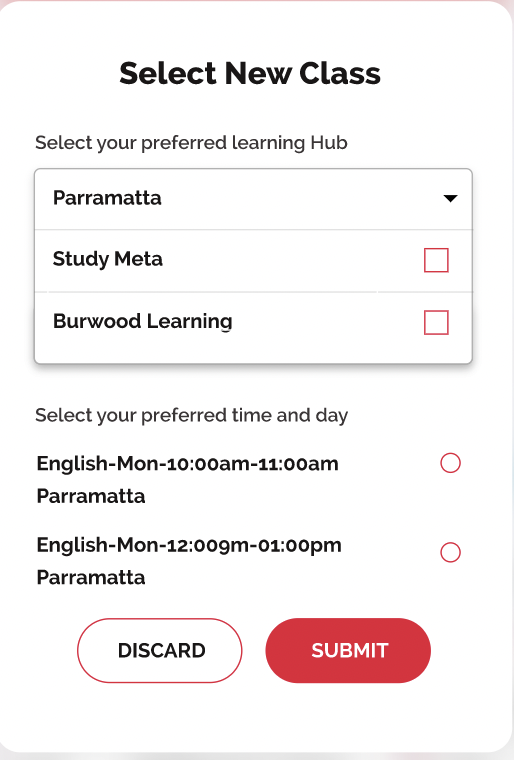 Select New Class
Select your preferred learning Hub
Parramatta
Study Meta
Burwood Learning
Select your preferred time and day
English-Mon-10:00am-11:00am
Parramatta
English-Mon-12:009m-01:00pm
Parramatta
DISCARD
SUBMIT